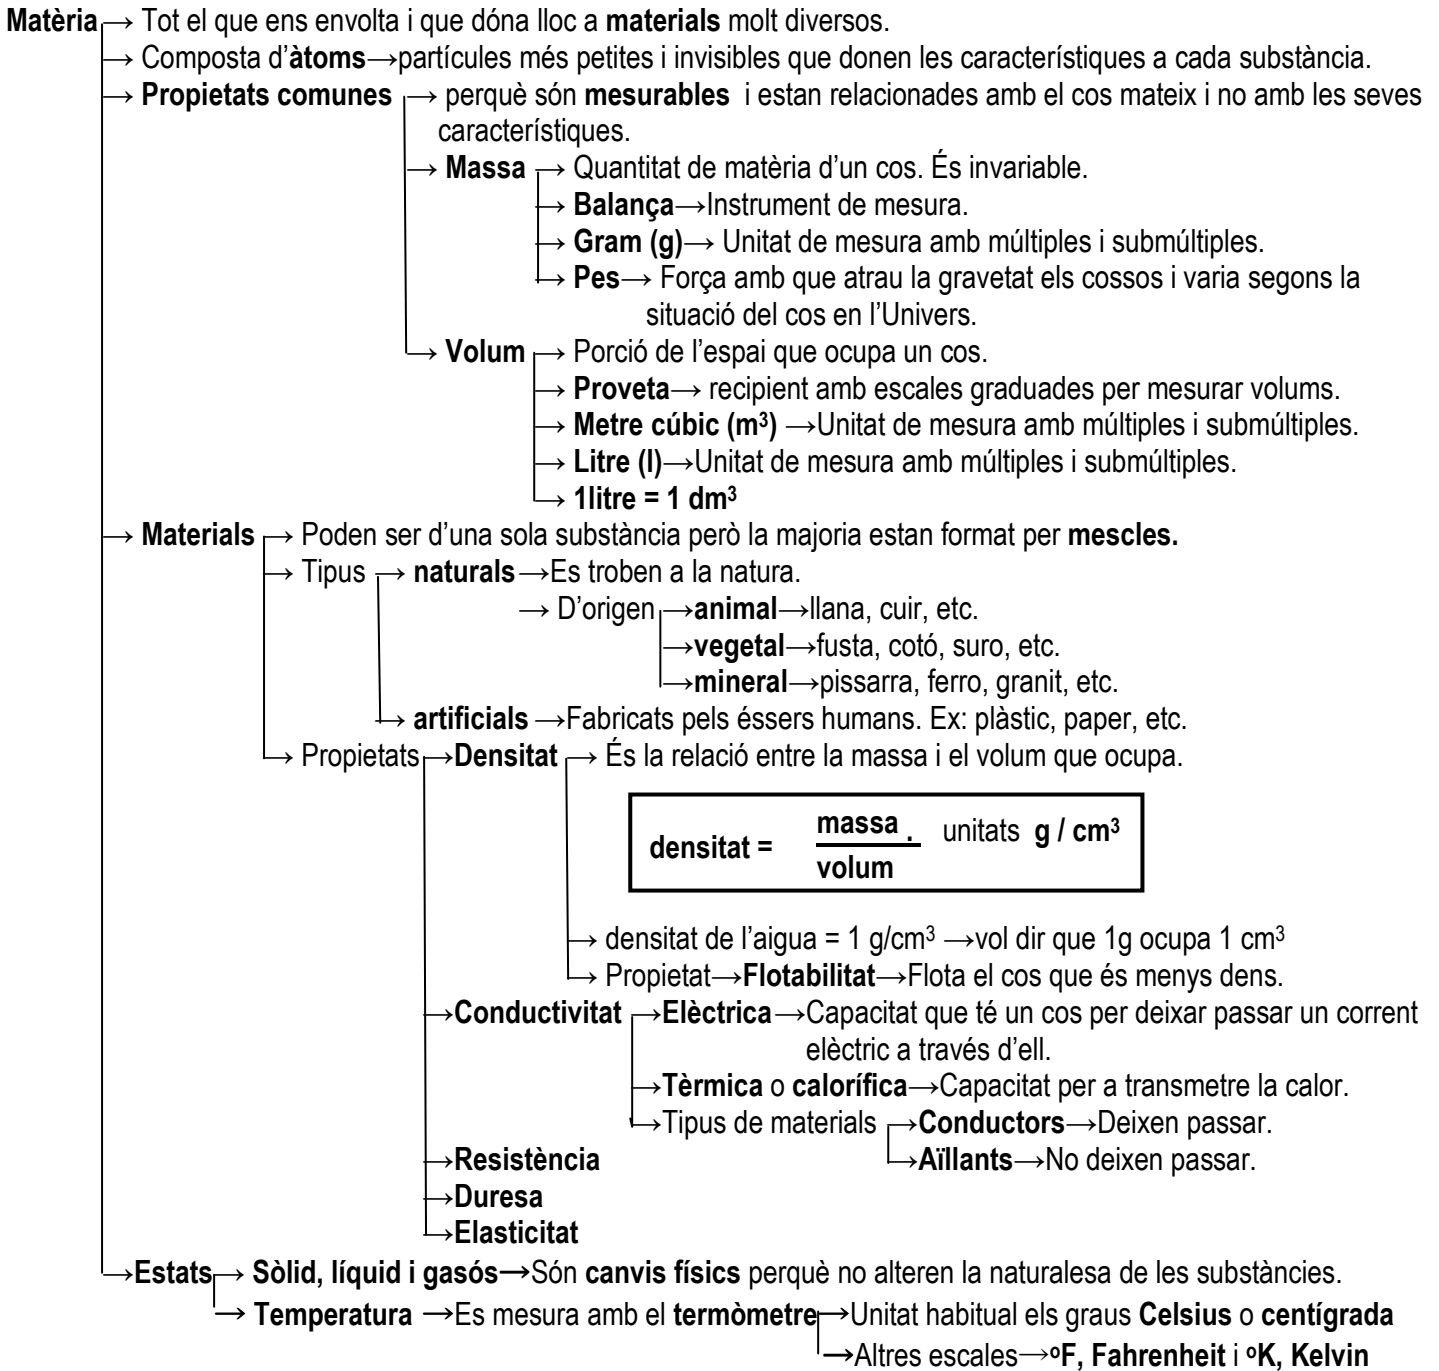 Matèria → Tot el que ens envolta i que dóna lloc a materials molt diversos.
→ Composta d’àtoms→partícules més petites i invisibles que donen les característiques a cada substància.
→ Propietats comunes → perquè són mesurables i estan relacionades amb el cos mateix i no amb les seves
característiques.
→ Massa → Quantitat de matèria d’un cos. És invariable.
→ Balança→Instrument de mesura.
→ Gram (g)→ Unitat de mesura amb múltiples i submúltiples.
→ Pes→ Força amb que atrau la gravetat els cossos i varia segons la
situació del cos en l’Univers.
→ Volum → Porció de l’espai que ocupa un cos.
→ Proveta→ recipient amb escales graduades per mesurar volums.
→ Metre cúbic (m³) →Unitat de mesura amb múltiples i submúltiples.
→ Litre (l)→Unitat de mesura amb múltiples i submúltiples.
→ 1litre = 1 dm³
→ Materials → Poden ser d’una sola substància però la majoria estan format per mescles.
→ Tipus → naturals→Es troben a la natura.
→ D’origen→animal→llana, cuir, etc.
→vegetal→fusta, cotó, suro, etc.
→mineral→pissarra, ferro, granit, etc.
→ artificials →Fabricats pels éssers humans. Ex: plàstic, paper, etc.
→ Propietats→Densitat → És la relació entre la massa i el volum que ocupa.
densitat = massa . unitats g / cm³
volum
→ densitat de l’aigua = 1 g/cm³ →vol dir que 1g ocupa 1 cm³
→ Propietat→Flotabilitat→Flota el cos que és menys dens.
→Conductivitat →Elèctrica→Capacitat que té un cos per deixar passar un corrent
elèctric a través d’ell.
→Tèrmica o calorífica→Capacitat per a transmetre la calor.
→Tipus de materials →Conductors→Deixen passar.
→Aïllants→No deixen passar.
→Resistència
→Duresa
→Elasticitat
→Estats→ Sòlid, líquid i gasós→Són canvis físics perquè no alteren la naturalesa de les substàncies.
→ Temperatura →Es mesura amb el termòmetre→Unitat habitual els graus Celsius o centígrada
→Altres escales→ºF, Fahrenheit i ºK, Kelvin